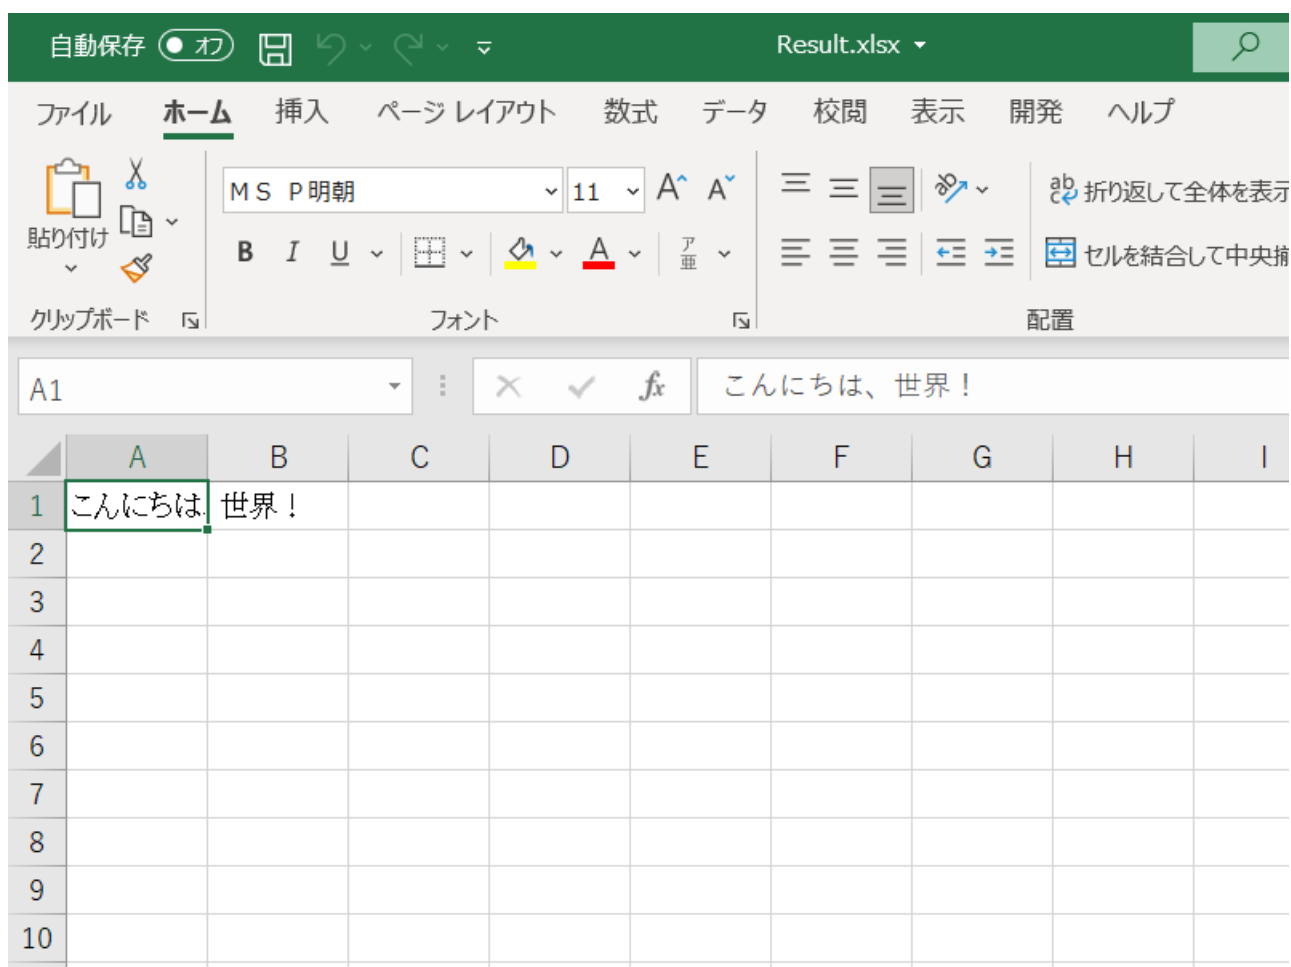 自動保存 オフ Result.xlsx
ファイル ホーム 挿入 ページ レイアウト 数式 データ 校閲 表示 開発 ヘルプ
ＭＳ Ｐ明朝 11 A A ab 折り返して全体を表示
貼り付け B I U A ア亜 セルを結合して中央揃
クリップボード フォント 配置
A1 fx こんにちは、世界！
A B C D E F G H I
1 こんにちは、世界！
2
3
4
5
6
7
8
9
10